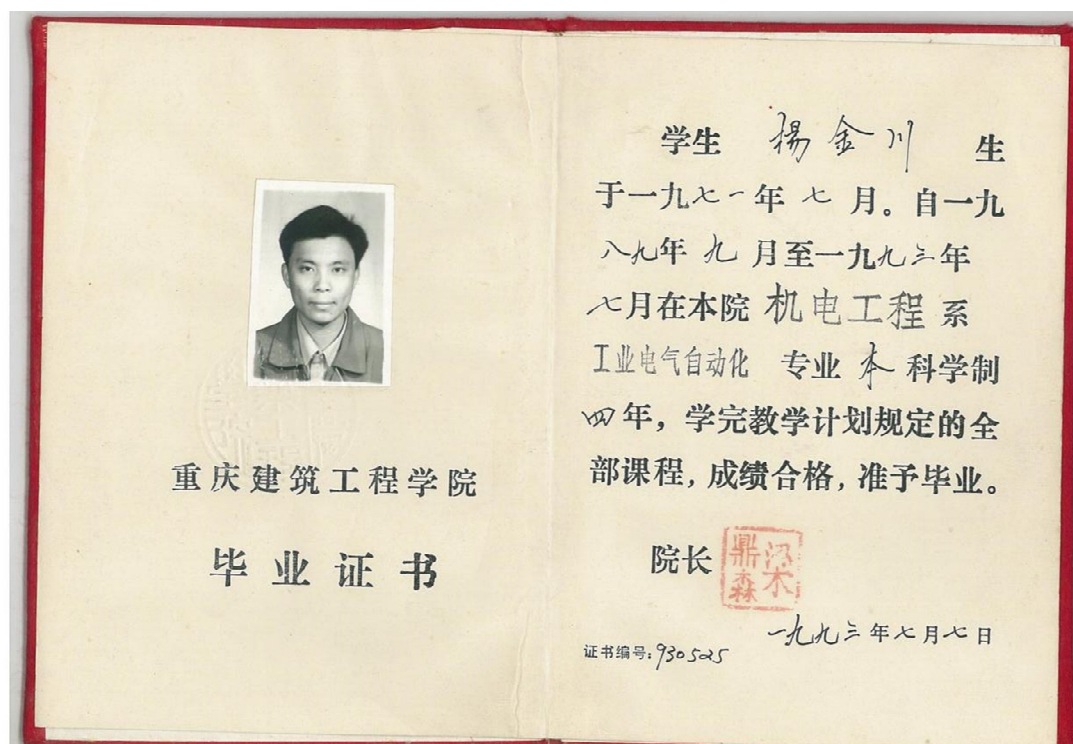 重庆建筑工程学院
毕业证书
学生 楊金川 生
于一九七一年七月。自一九
八九年九月至一九九三年
七月在本院机电工程系
工业电气自动化 专业本科学制
四年，学完教学计划规定的全
部课程，成绩合格，准予毕业。
院长 梁鼎森
一九九三年七月七日
证书编号：930525